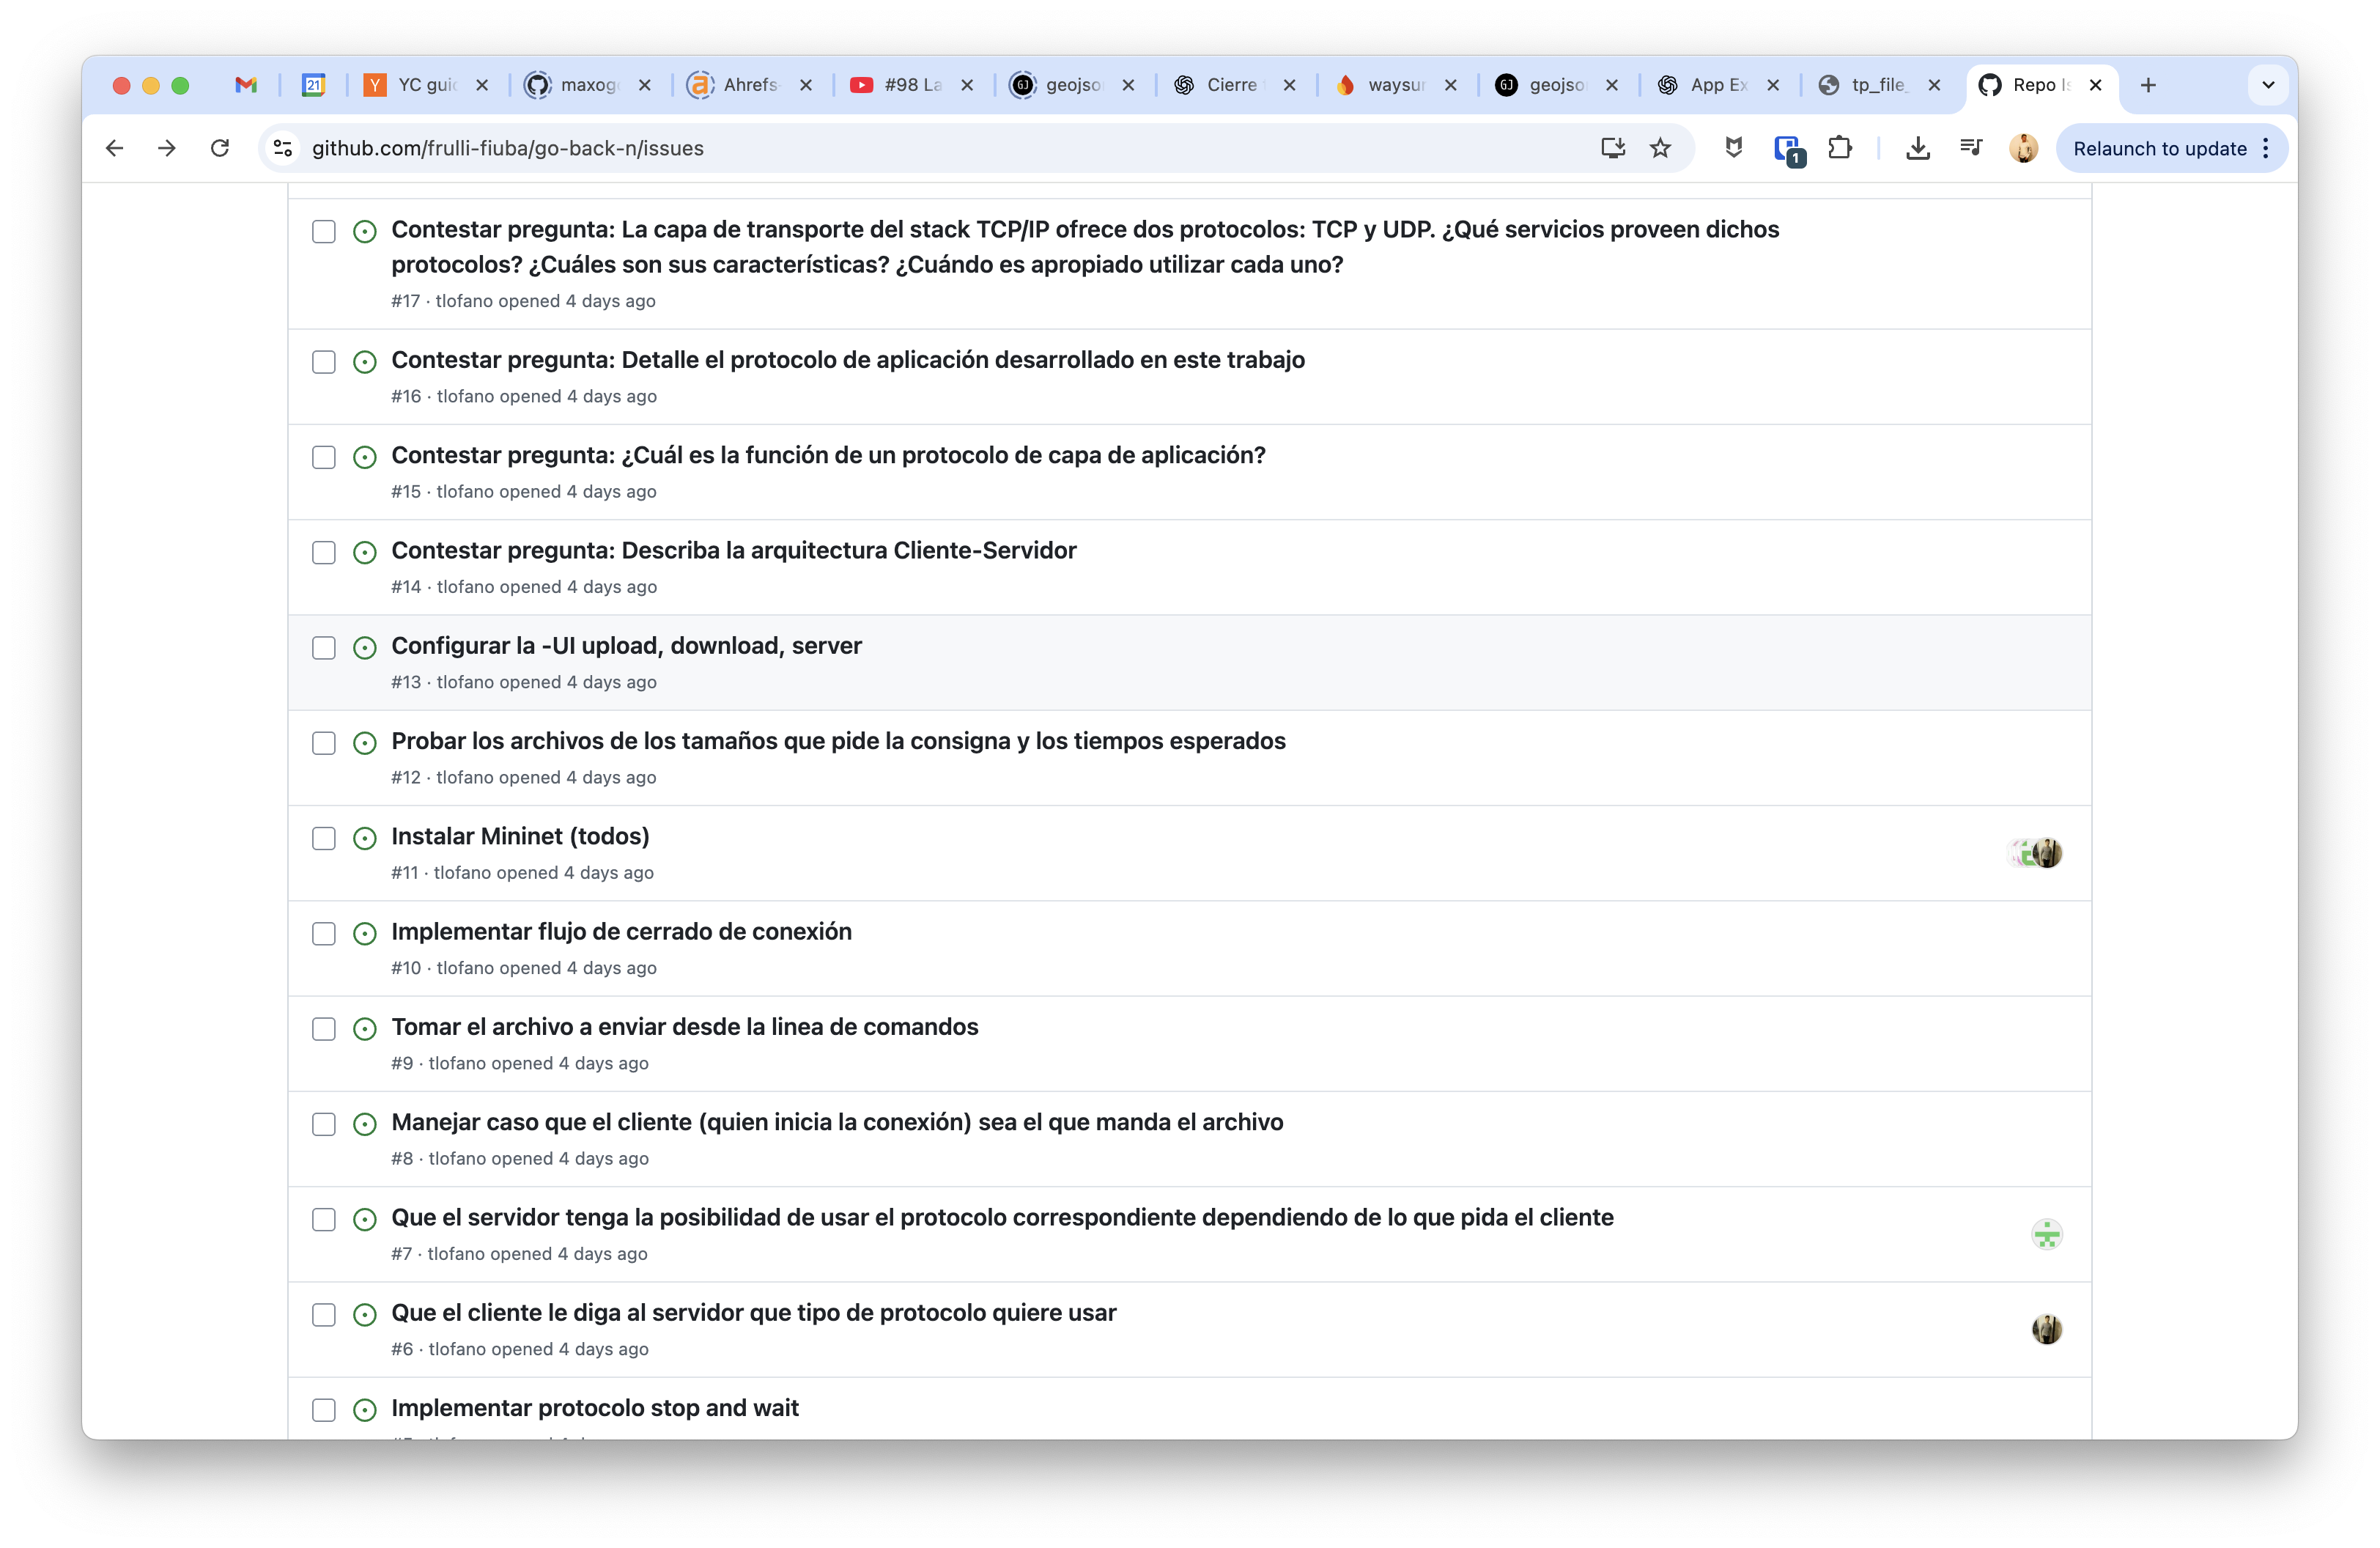 21
YC guid
maxog
Ahrefs-
#98 La
geojso
Cierre
waysur
geojso
App Ex
tp_file_
Repo Is
github.com/frulli-fiuba/go-back-n/issues
1
Relaunch to update
Contestar pregunta: La capa de transporte del stack TCP/IP ofrece dos protocolos: TCP y UDP. ¿Qué servicios proveen dichos
protocolos? ¿Cuáles son sus características? ¿Cuándo es apropiado utilizar cada uno?
#17 · tlofano opened 4 days ago
Contestar pregunta: Detalle el protocolo de aplicación desarrollado en este trabajo
#16 · tlofano opened 4 days ago
Contestar pregunta: ¿Cuál es la función de un protocolo de capa de aplicación?
#15 · tlofano opened 4 days ago
Contestar pregunta: Describa la arquitectura Cliente-Servidor
#14 · tlofano opened 4 days ago
Configurar la -UI upload, download, server
#13 · tlofano opened 4 days ago
Probar los archivos de los tamaños que pide la consigna y los tiempos esperados
#12 · tlofano opened 4 days ago
Instalar Mininet (todos)
#11 · tlofano opened 4 days ago
Implementar flujo de cerrado de conexión
#10 · tlofano opened 4 days ago
Tomar el archivo a enviar desde la linea de comandos
#9 · tlofano opened 4 days ago
Manejar caso que el cliente (quien inicia la conexión) sea el que manda el archivo
#8 · tlofano opened 4 days ago
Que el servidor tenga la posibilidad de usar el protocolo correspondiente dependiendo de lo que pida el cliente
#7 · tlofano opened 4 days ago
Que el cliente le diga al servidor que tipo de protocolo quiere usar
#6 · tlofano opened 4 days ago
Implementar protocolo stop and wait